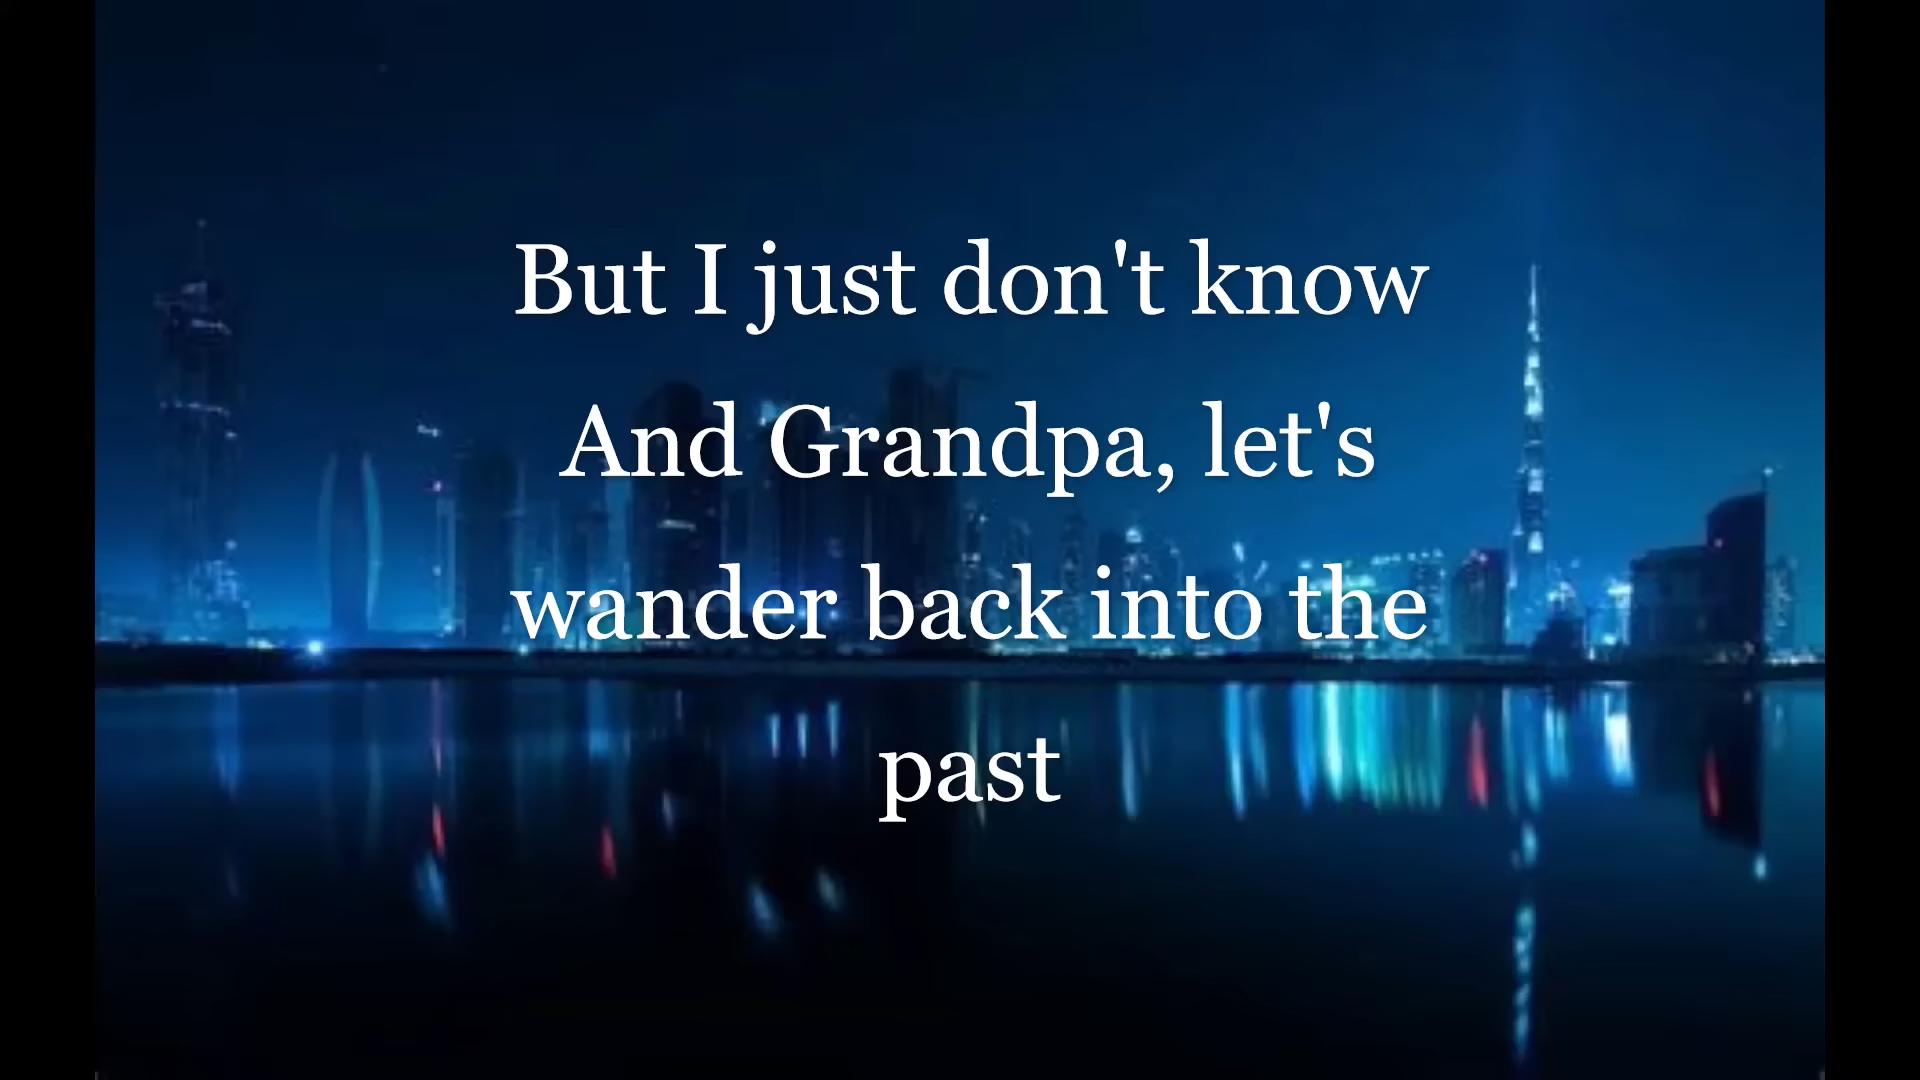 But I just don't know
And Grandpa, let's
wander back into the
past